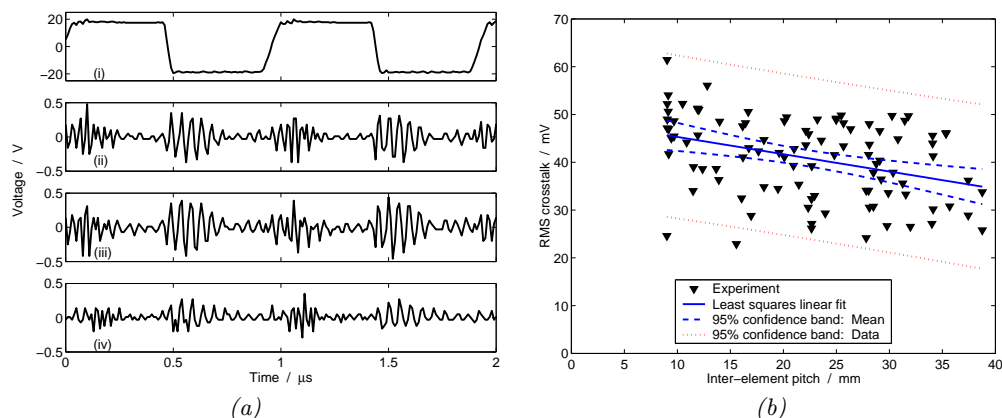 20
0
−20
(i)
0.5
0
−0.5
(ii)
0.5
0
−0.5
(iii)
0.5
0
−0.5
(iv)
0 0.5 1 1.5 2
Voltage / V
Time / μs
(a)
70
60
50
40
30
20
10
0
0 5 10 15 20 25 30 35 40
RMS crosstalk / mV
Inter−element pitch / mm
Experiment
Least squares linear fit
95% confidence band: Mean
95% confidence band: Data
(b)